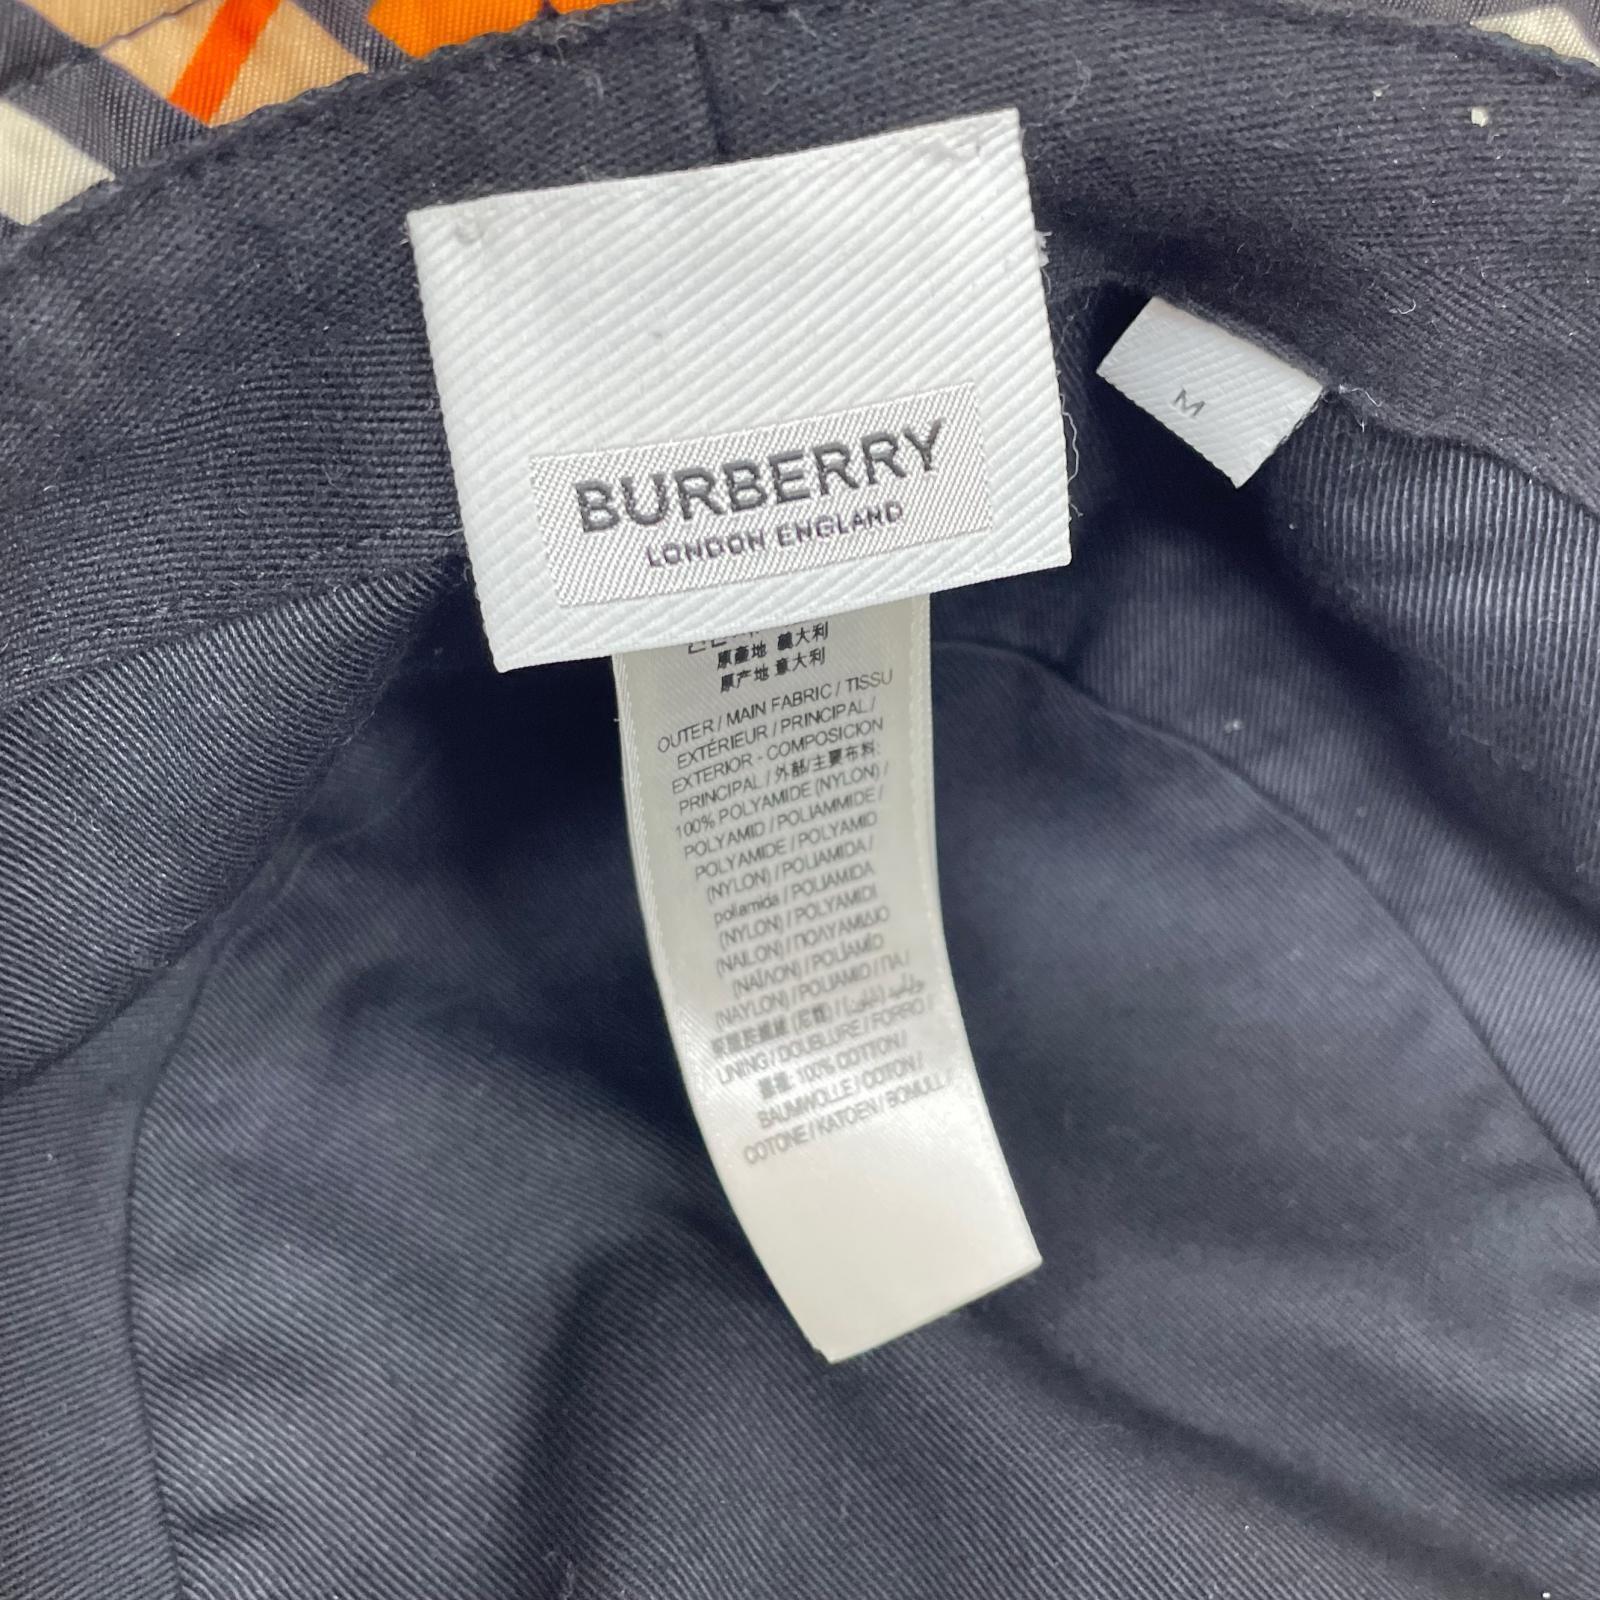 BURBERRY
LONDON ENGLAND
M
原產地 義大利
原产地 意大利
OUTER / MAIN FABRIC / TISSU
EXTÉRIEUR / PRINCIPAL /
EXTERIOR - COMPOSICION
PRINCIPAL / 外部/主要布料:
100% POLYAMIDE (NYLON) /
POLYAMID / POLIAMMIDE /
POLYAMIDE / POLYAMID
(NYLON) / POLIAMIDA /
poliamida / POLIAMIDA
(NYLON) / POLYAMIDI
(NAILON) / ΠΟΛΥΑΜΙΔΙΟ
(ΝΑΪΛΟΝ) / POLIAMİD
(NAYLON) / POLIAMID / ПА /
LINING / DOUBLURE / FORRO /
100% COTTON /
BAUMWOLLE / COTON /
COTONE / KATOEN / BOMULL /